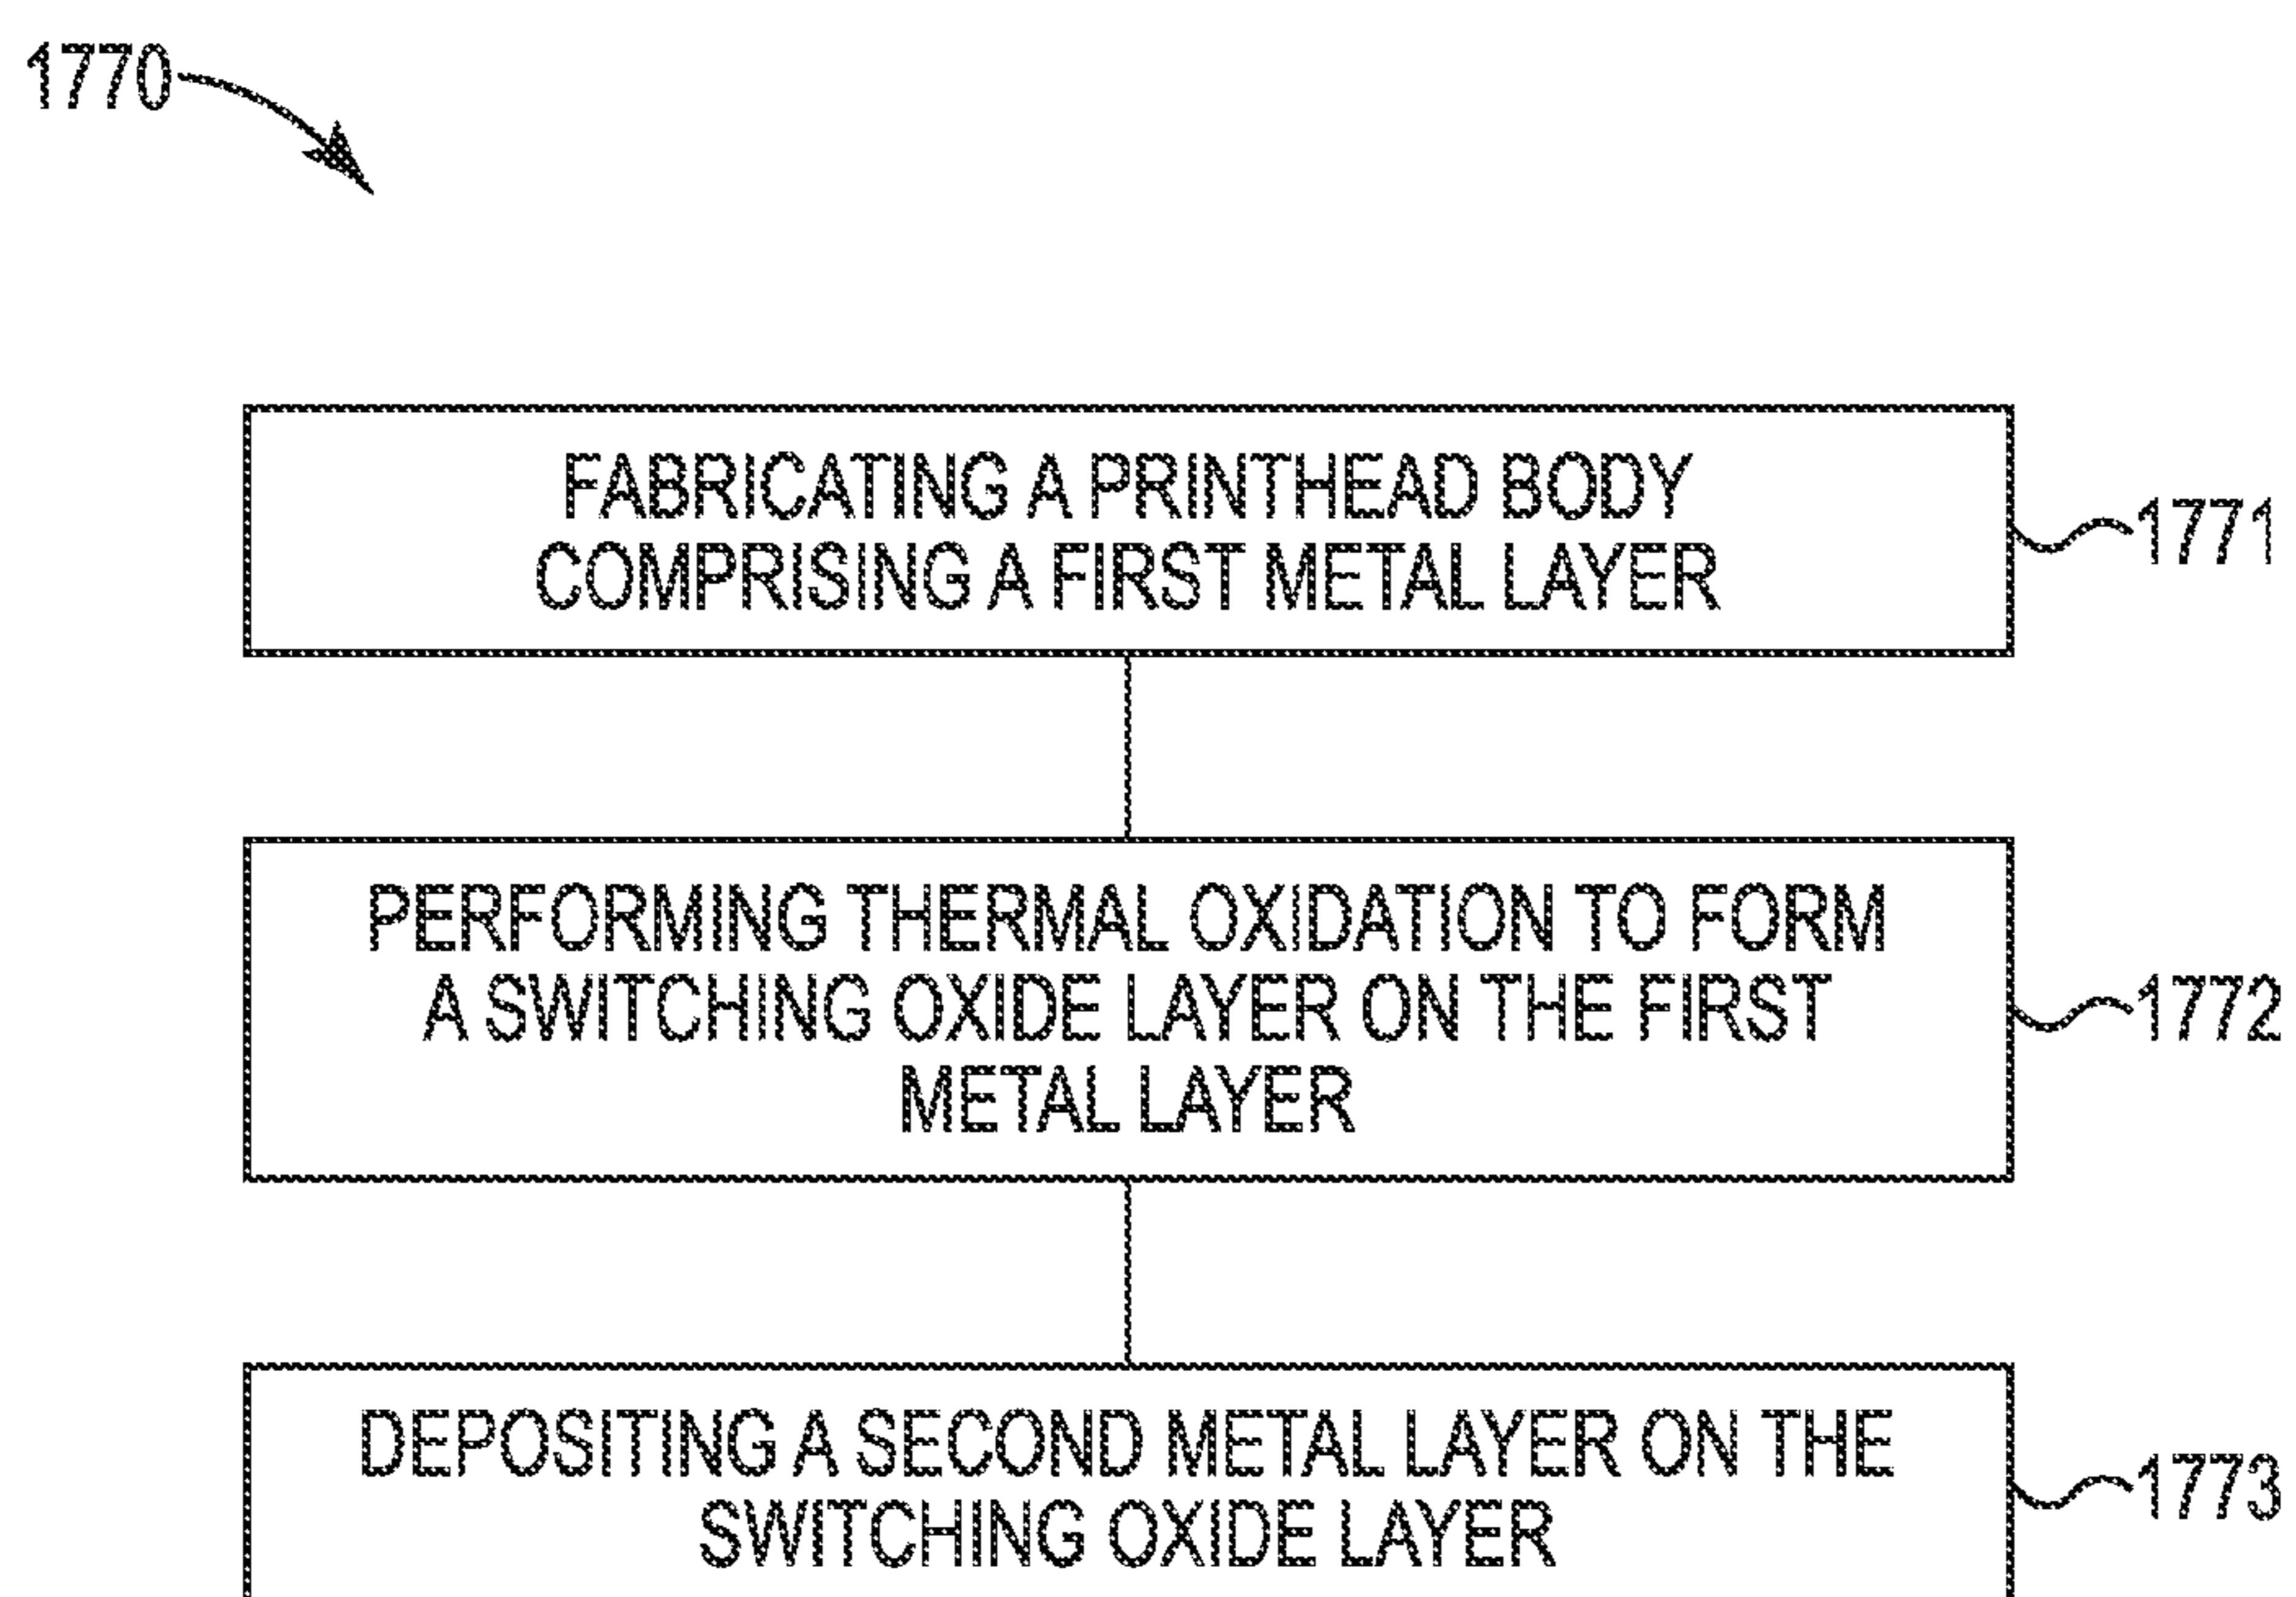 1770
FABRICATING A PRINTHEAD BODY
COMPRISING A FIRST METAL LAYER
1771
PERFORMING THERMAL OXIDATION TO FORM
A SWITCHING OXIDE LAYER ON THE FIRST
METAL LAYER
1772
DEPOSITING A SECOND METAL LAYER ON THE
SWITCHING OXIDE LAYER
1773